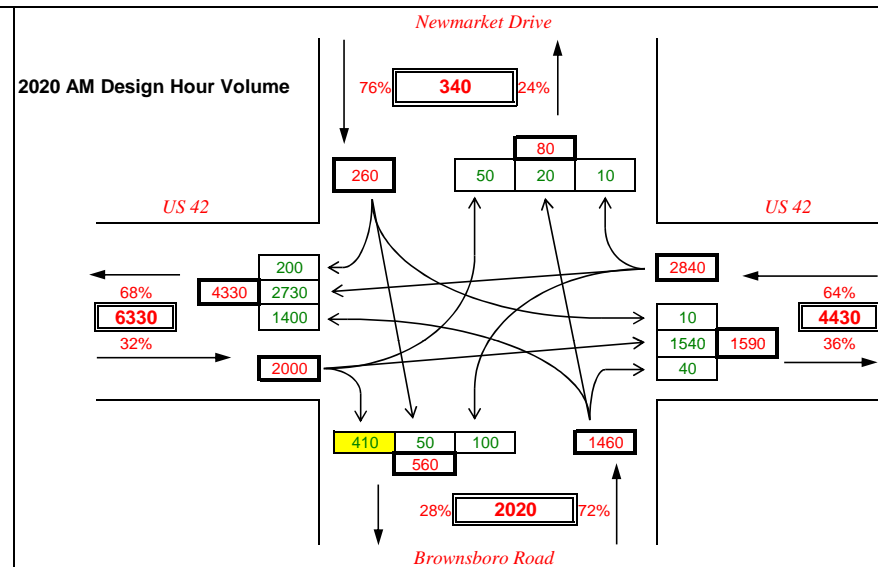 Newmarket Drive
2020 AM Design Hour Volume
76% 340 24%
80
260 50 20 10
US 42 US 42
200 2840
68% 4330 2730 64%
6330 1400 10 4430
32% 1540 1590 36%
2000 40
410 50 100 1460
560
28% 2020 72%
Brownsboro Road